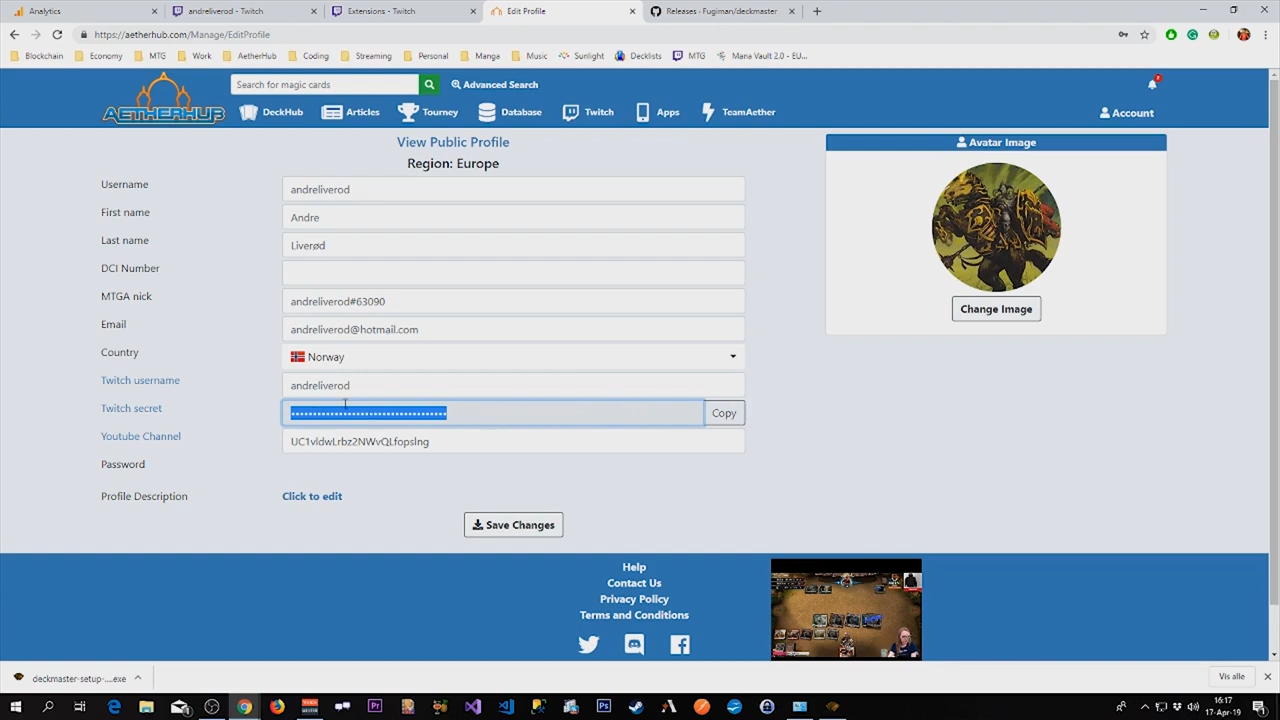 Analytics
andreliverod - Twitch
Extensions - Twitch
Edit Profile
Releases · Fugiman/deckmaster
https://aetherhub.com/Manage/EditProfile
Blockchain
Economy
MTG
Work
AetherHub
Coding
Streaming
Personal
Manga
Music
Sunlight
Decklists
MTG
Mana Vault 2.0 - EU...
AETHERHUB
Search for magic cards
Advanced Search
DeckHub
Articles
Tourney
Database
Twitch
Apps
TeamAether
Account
View Public Profile
Region: Europe
Avatar Image
Username
andreliverod
First name
Andre
Last name
Liverød
DCI Number
MTGA nick
andreliverod#63090
Email
andreliverod@hotmail.com
Country
Norway
Twitch username
andreliverod
Twitch secret
Copy
Youtube Channel
Password
Profile Description
Click to edit
Change Image
Save Changes
Help
Contact Us
Privacy Policy
Terms and Conditions
deckmaster-setup-....exe
Vis alle
16:17
17-Apr-19